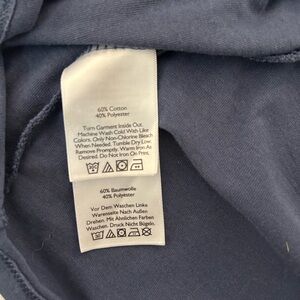 60% Cotton
40% Polyester
Turn Garment Inside Out.
Machine Wash Cold With Like
Colors. Only Non-Chlorine Bleach
When Needed. Tumble Dry Low.
Remove Promptly. Warm Iron As
Desired. Do Not Iron On Print.
60% Baumwolle
40% Polyester
Vor Dem Waschen Linke
Warenseite Nach Außen
Drehen. Mit Ähnlichen Farben
Waschen. Druck Nicht Bügeln.